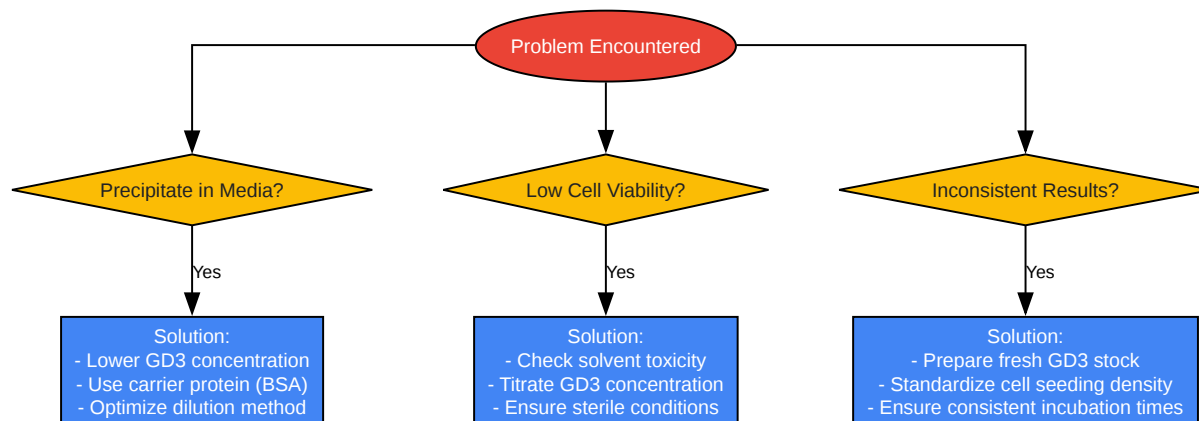 Problem Encountered
Precipitate in Media?
Low Cell Viability?
Inconsistent Results?
Yes
Yes
Yes
Solution:
- Lower GD3 concentration
- Use carrier protein (BSA)
- Optimize dilution method
Solution:
- Check solvent toxicity
- Titrate GD3 concentration
- Ensure sterile conditions
Solution:
- Prepare fresh GD3 stock
- Standardize cell seeding density
- Ensure consistent incubation times